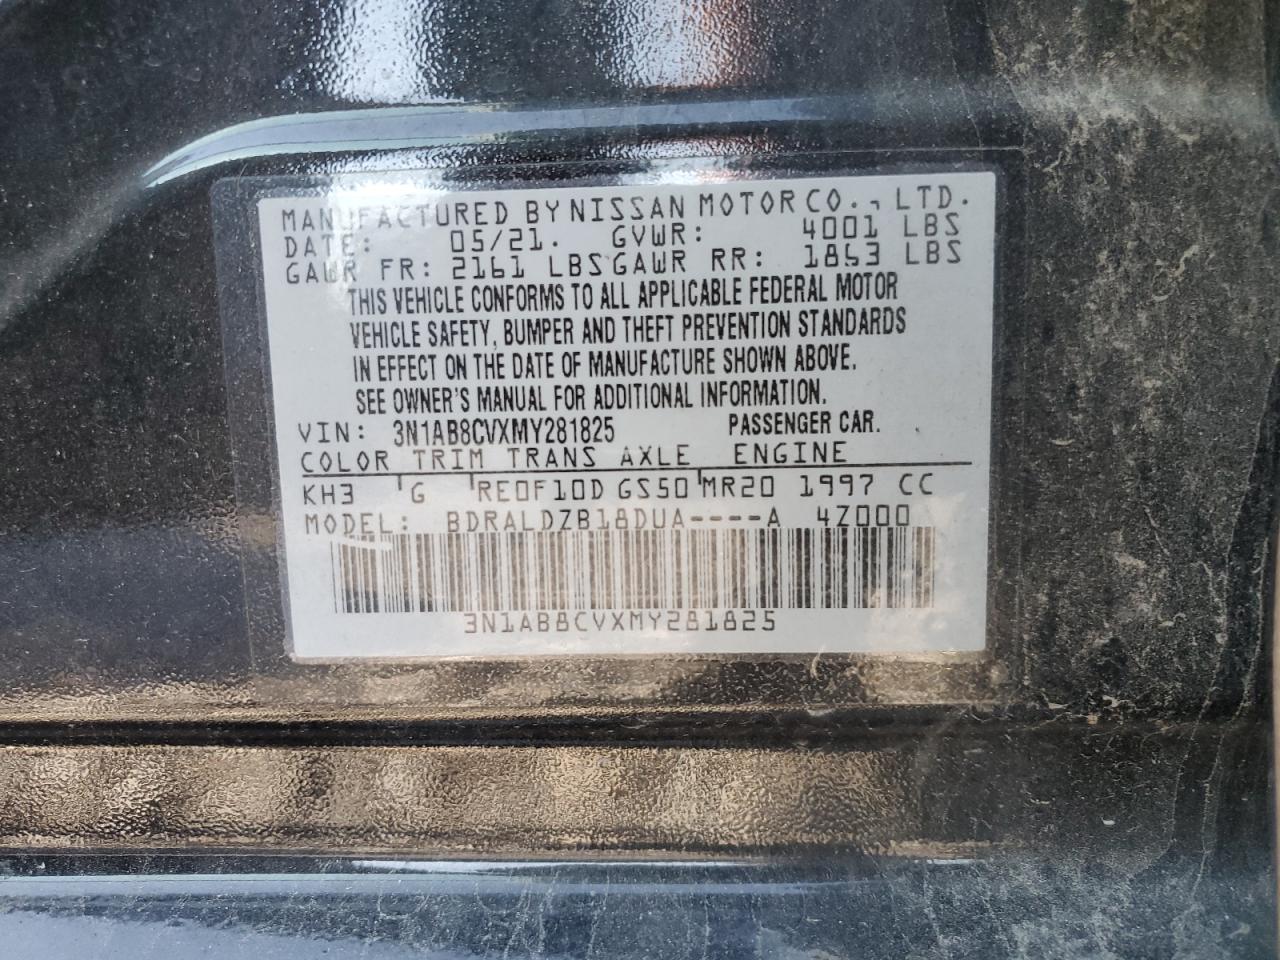 MANUFACTURED BY NISSAN MOTOR CO., LTD.
DATE: 05/21. GVWR: 4001 LBS
GAWR FR: 2161 LBS GAWR RR: 1863 LBS
THIS VEHICLE CONFORMS TO ALL APPLICABLE FEDERAL MOTOR
VEHICLE SAFETY, BUMPER AND THEFT PREVENTION STANDARDS
IN EFFECT ON THE DATE OF MANUFACTURE SHOWN ABOVE.
SEE OWNER'S MANUAL FOR ADDITIONAL INFORMATION.
VIN: 3N1AB8CVXMY281825 PASSENGER CAR.
COLOR TRIM TRANS AXLE ENGINE
KH3 G RE0F10D GS50 MR20 1997 CC
MODEL: BDRALDZB18DUA----A 4Z000
3N1AB8CVXMY281825